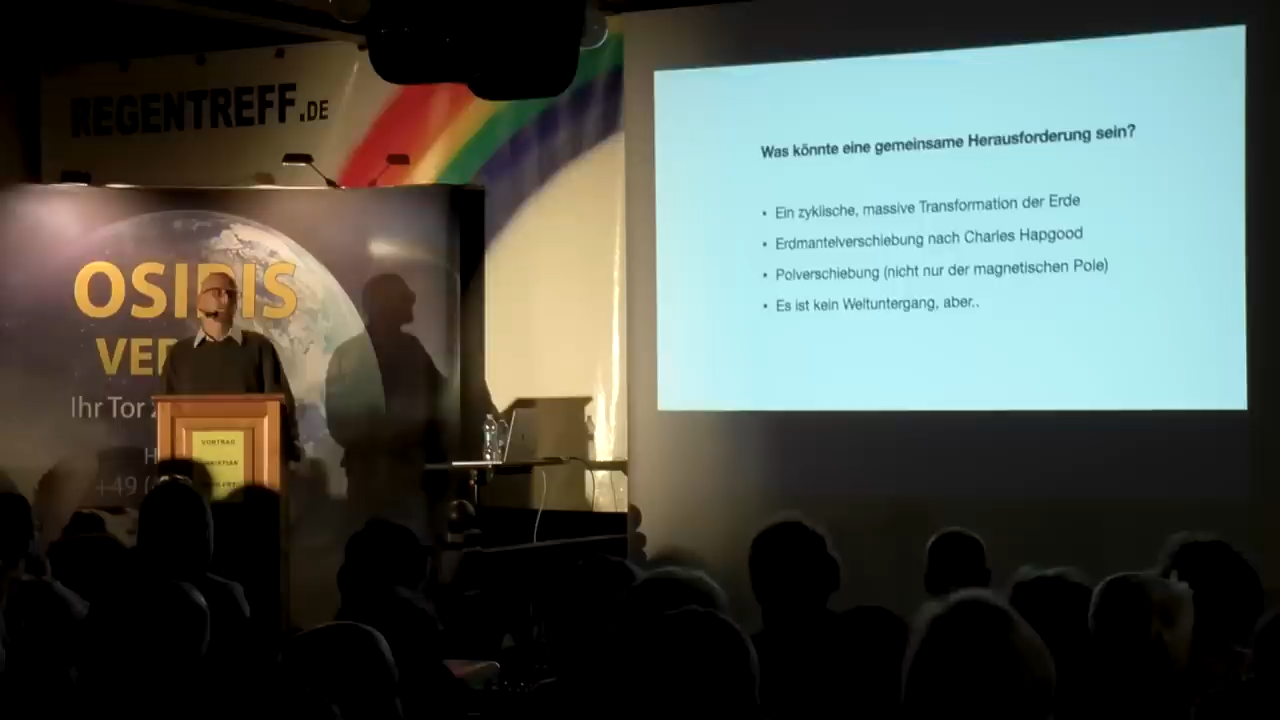 REGENTREFF.DE
OSIRIS
VER
Ihr Tor
H
+49 (
VORTRAG
Was könnte eine gemeinsame Herausforderung sein?
• Ein zyklische, massive Transformation der Erde
• Erdmantelverschiebung nach Charles Hapgood
• Polverschiebung (nicht nur der magnetischen Pole)
• Es ist kein Weltuntergang, aber..